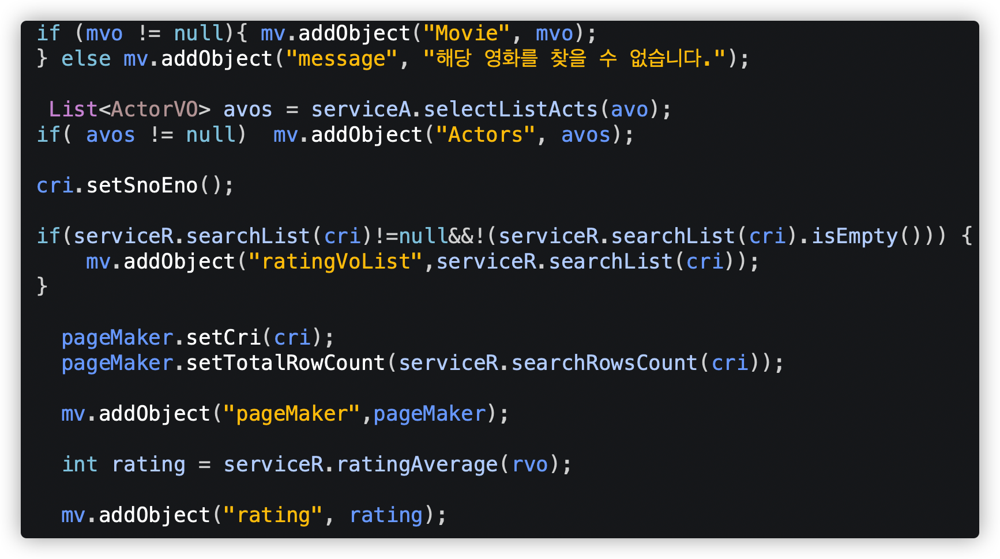 if (mvo != null){ mv.addObject("Movie", mvo);
} else mv.addObject("message", "해당 영화를 찾을 수 없습니다.");
List<ActorVO> avos = serviceA.selectListActs(avo);
if( avos != null)  mv.addObject("Actors", avos);
cri.setSnoEno();
if(serviceR.searchList(cri)!=null&&!(serviceR.searchList(cri).isEmpty())) {
mv.addObject("ratingVoList",serviceR.searchList(cri));
}
pageMaker.setCri(cri);
pageMaker.setTotalRowCount(serviceR.searchRowsCount(cri));
mv.addObject("pageMaker",pageMaker);
int rating = serviceR.ratingAverage(rvo);
mv.addObject("rating", rating);